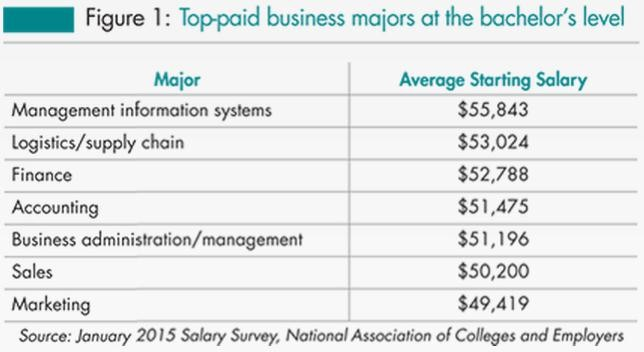 Figure 1: Top-paid business majors at the bachelor's level
Major Average Starting Salary
Management information systems $55,843
Logistics/supply chain $53,024
Finance $52,788
Accounting $51,475
Business administration/management $51,196
Sales $50,200
Marketing $49,419
Source: January 2015 Salary Survey, National Association of Colleges and Employers